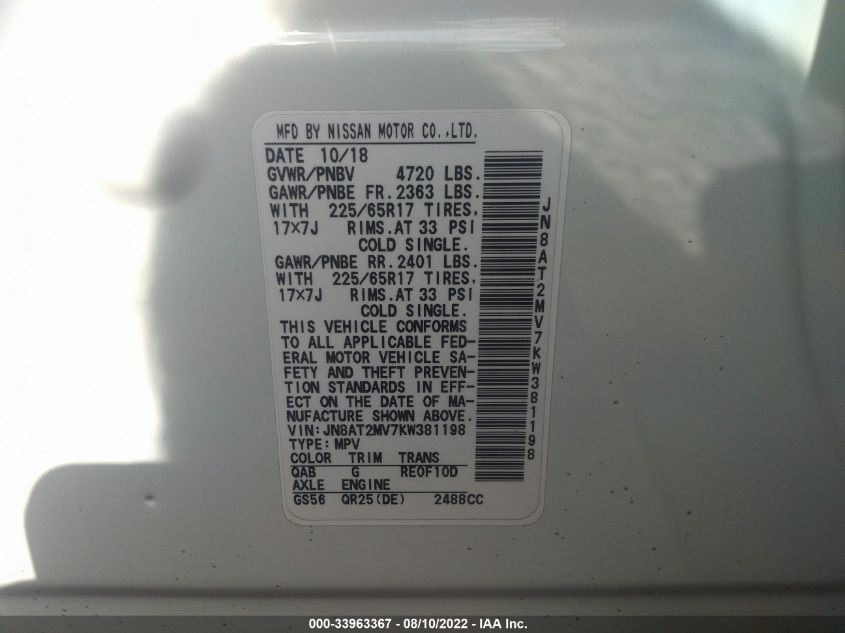 MFD BY NISSAN MOTOR CO.,LTD.
DATE 10/18
GVWR/PNBV 4720 LBS.
GAWR/PNBE FR. 2363 LBS.
WITH 225/65R17 TIRES,
17×7J RIMS.AT 33 PSI
COLD SINGLE.
GAWR/PNBE RR. 2401 LBS.
WITH 225/65R17 TIRES,
17×7J RIMS.AT 33 PSI
COLD SINGLE.
THIS VEHICLE CONFORMS
TO ALL APPLICABLE FED-
ERAL MOTOR VEHICLE SA-
FETY AND THEFT PREVEN-
TION STANDARDS IN EFF-
ECT ON THE DATE OF MA-
NUFACTURE SHOWN ABOVE.
VIN:JN8AT2MV7KW381198
TYPE:MPV
COLOR TRIM TRANS
QAB G RE0F10D
AXLE ENGINE
GS56 QR25(DE) 2488CC
JN8AT2MV7KW381198
000-33963367 - 08/10/2022 - IAA Inc.